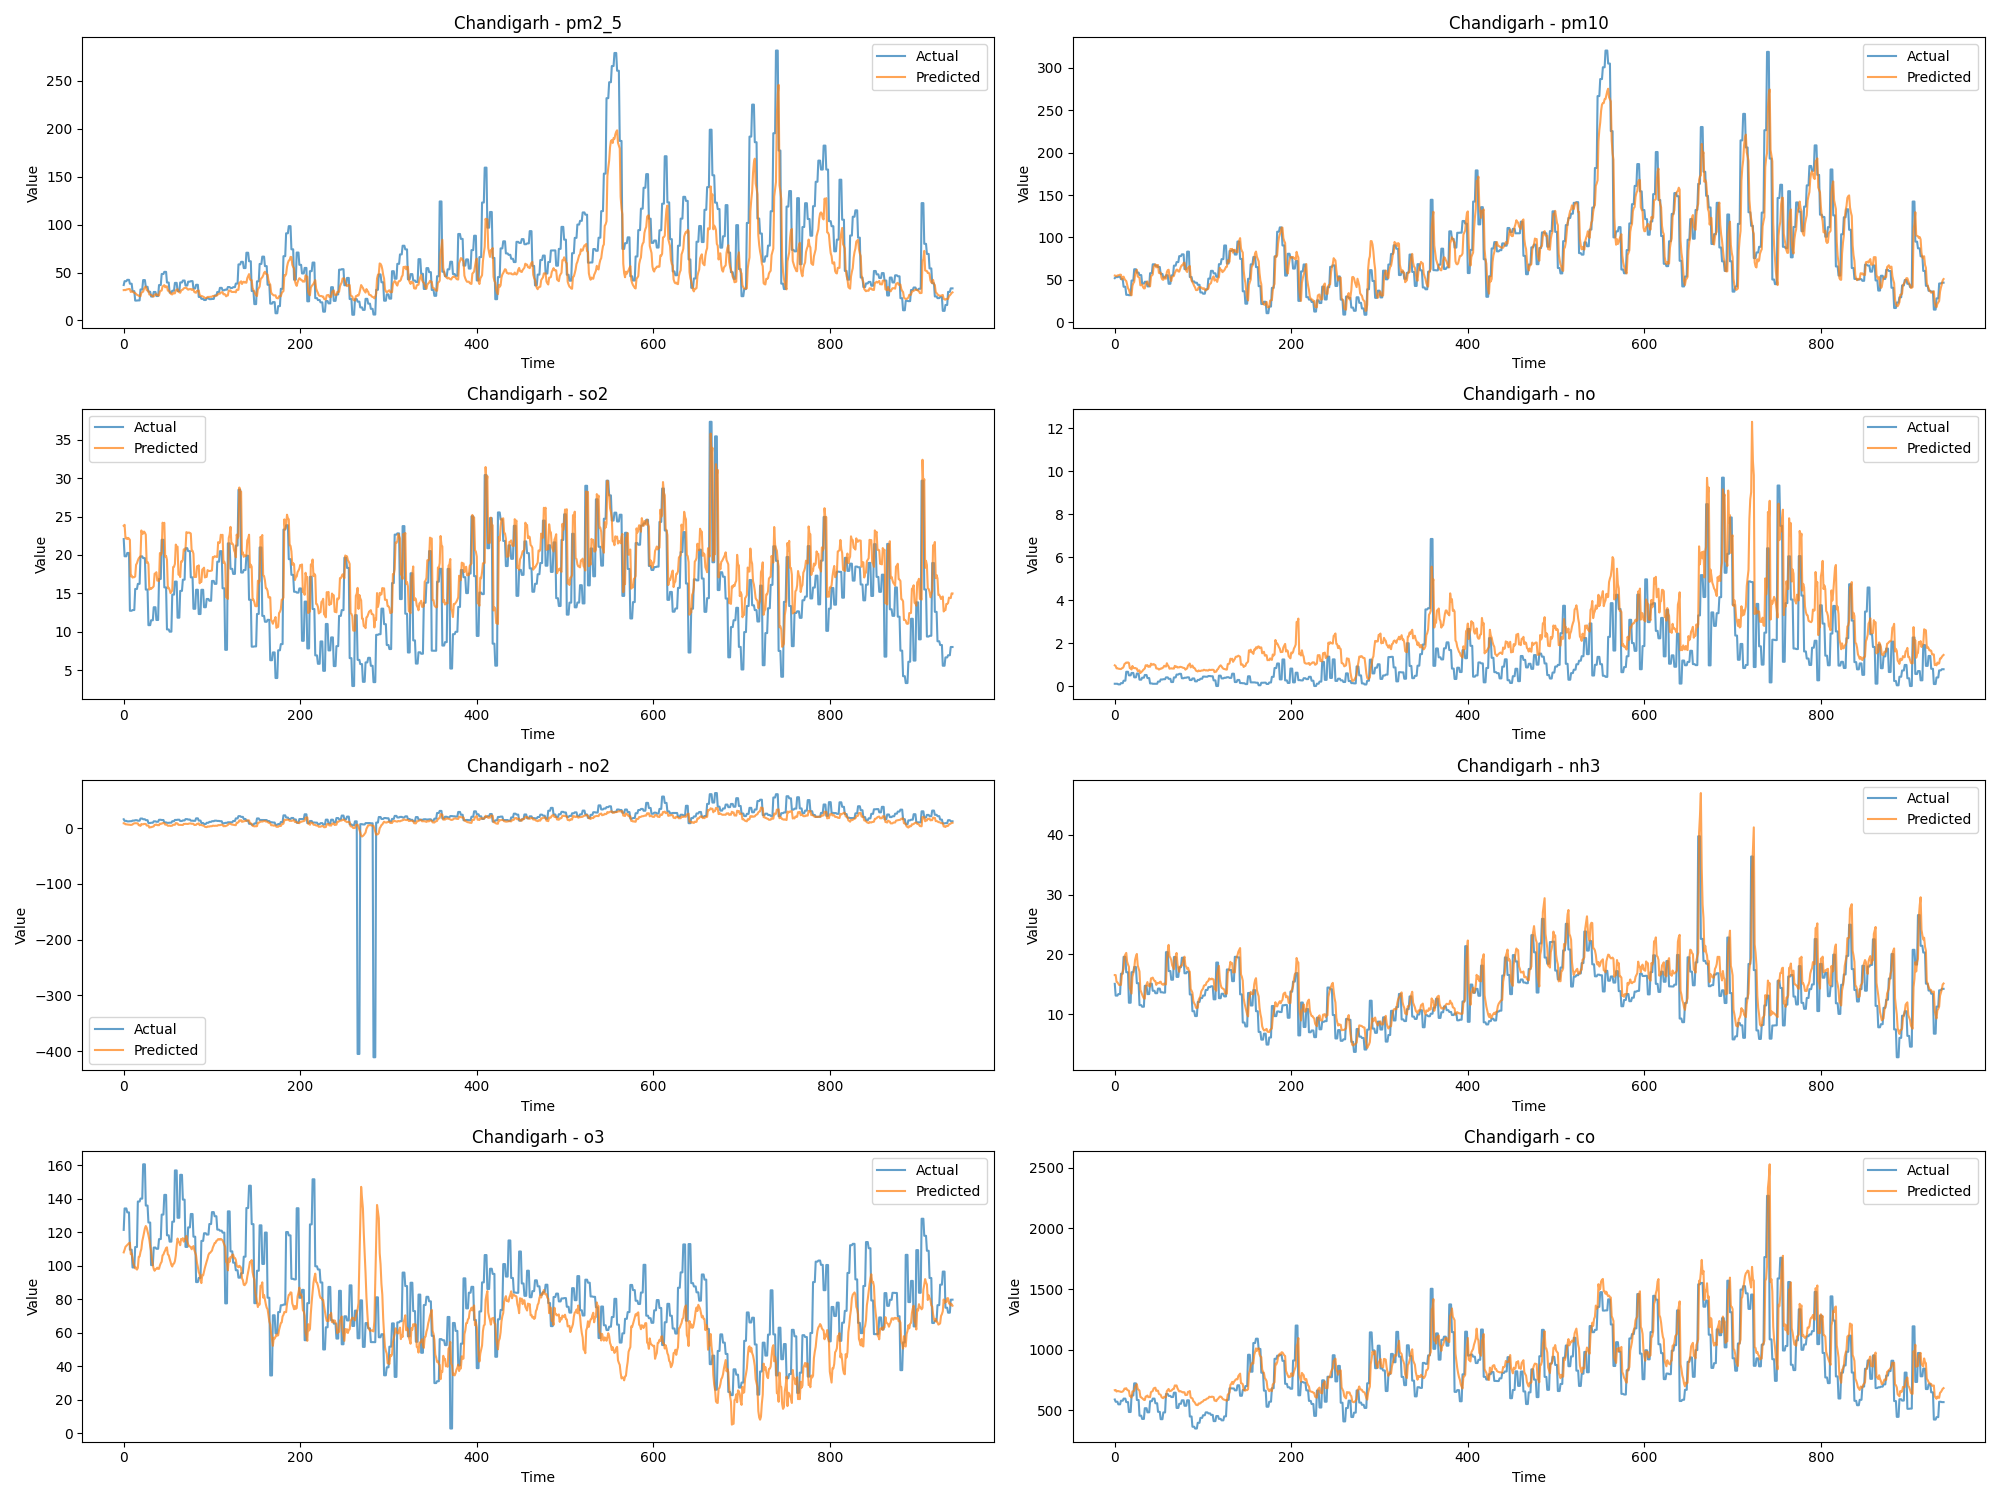 Chandigarh - pm2_5
Value
250
200
150
100
50
0
Actual
Predicted
0 200 400 600 800
Time
Chandigarh - pm10
Value
300
250
200
150
100
50
0
Actual
Predicted
0 200 400 600 800
Time
Chandigarh - so2
Value
35
30
25
20
15
10
5
Actual
Predicted
0 200 400 600 800
Time
Chandigarh - no
Value
12
10
8
6
4
2
0
Actual
Predicted
0 200 400 600 800
Time
Chandigarh - no2
Value
0
−100
−200
−300
−400
Actual
Predicted
0 200 400 600 800
Time
Chandigarh - nh3
Value
40
30
20
10
Actual
Predicted
0 200 400 600 800
Time
Chandigarh - o3
Value
160
140
120
100
80
60
40
20
0
Actual
Predicted
0 200 400 600 800
Time
Chandigarh - co
Value
2500
2000
1500
1000
500
Actual
Predicted
0 200 400 600 800
Time